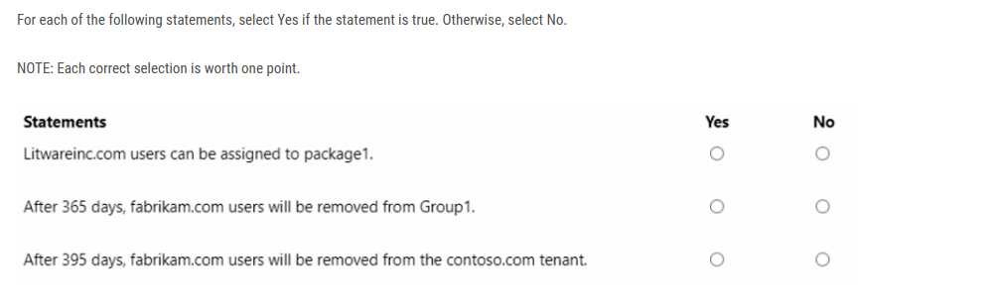 For each of the following statements, select Yes if the statement is true. Otherwise, select No.
NOTE: Each correct selection is worth one point.
Statements Yes No
Litwareinc.com users can be assigned to package1.
After 365 days, fabrikam.com users will be removed from Group1.
After 395 days, fabrikam.com users will be removed from the contoso.com tenant.